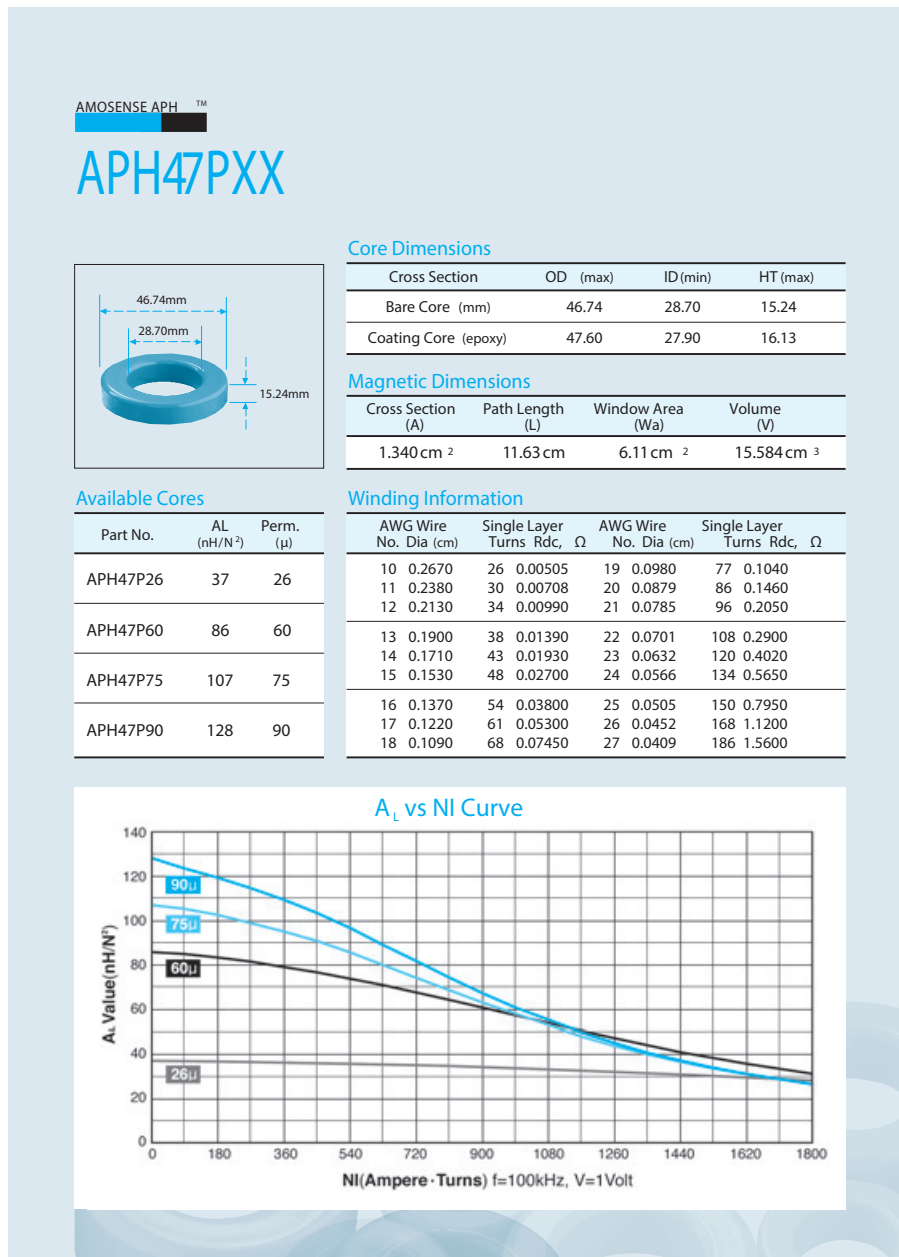 AMOSENSE APH ™
APH47PXX
46.74mm
28.70mm
15.24mm
Core Dimensions
Cross Section OD (max) ID (min) HT (max)
Bare Core (mm) 46.74 28.70 15.24
Coating Core (epoxy) 47.60 27.90 16.13
Magnetic Dimensions
Cross Section Path Length Window Area Volume
(A) (L) (Wa) (V)
1.340 cm 2 11.63 cm 6.11 cm 2 15.584 cm 3
Available Cores
Part No. AL Perm.
(nH/N 2) (µ)
APH47P26 37 26
APH47P60 86 60
APH47P75 107 75
APH47P90 128 90
Winding Information
AWG Wire Single Layer AWG Wire Single Layer
No. Dia (cm) Turns Rdc, Ω No. Dia (cm) Turns Rdc, Ω
10 0.2670 26 0.00505 19 0.0980 77 0.1040
11 0.2380 30 0.00708 20 0.0879 86 0.1460
12 0.2130 34 0.00990 21 0.0785 96 0.2050
13 0.1900 38 0.01390 22 0.0701 108 0.2900
14 0.1710 43 0.01930 23 0.0632 120 0.4020
15 0.1530 48 0.02700 24 0.0566 134 0.5650
16 0.1370 54 0.03800 25 0.0505 150 0.7950
17 0.1220 61 0.05300 26 0.0452 168 1.1200
18 0.1090 68 0.07450 27 0.0409 186 1.5600
A L vs NI Curve
AL Value(nH/N²)
140
120
100
80
60
40
20
0
90µ
75µ
60µ
26µ
0 180 360 540 720 900 1080 1260 1440 1620 1800
NI(Ampere·Turns) f=100kHz, V=1Volt